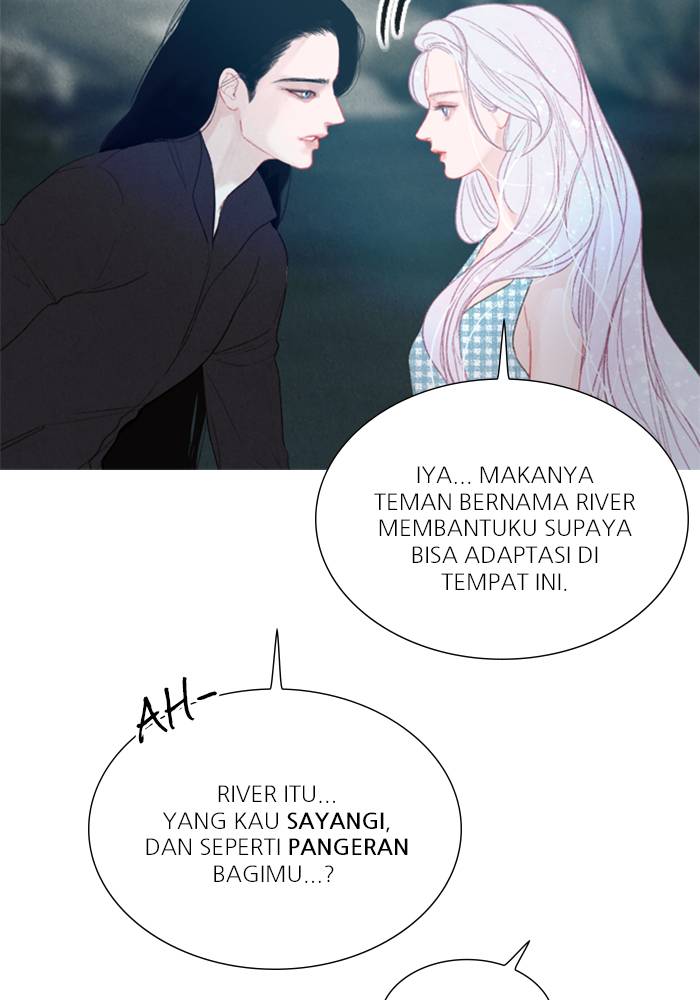 IYA... MAKANYA
TEMAN BERNAMA RIVER
MEMBANTUKU SUPAYA
BISA ADAPTASI DI
TEMPAT INI.
AH-
RIVER ITU...
YANG KAU SAYANGI,
DAN SEPERTI PANGERAN
BAGIMU...?